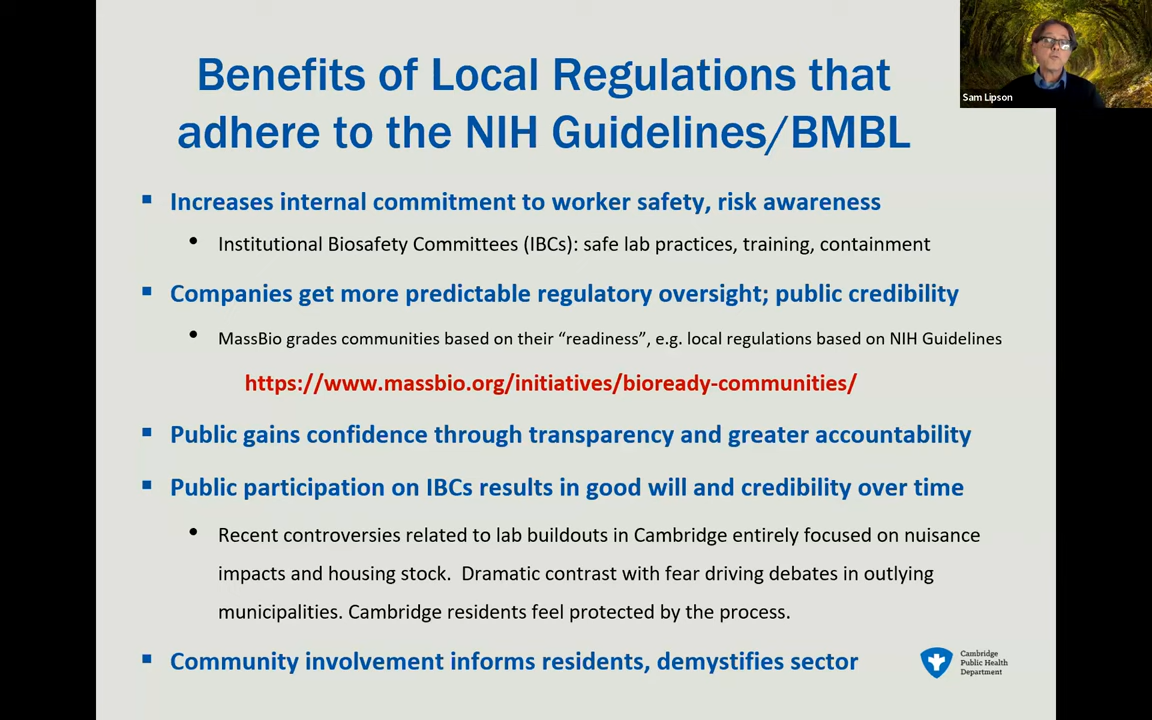 Benefits of Local Regulations that
adhere to the NIH Guidelines/BMBL
Sam Lipson
▪ Increases internal commitment to worker safety, risk awareness
• Institutional Biosafety Committees (IBCs): safe lab practices, training, containment
▪ Companies get more predictable regulatory oversight; public credibility
• MassBio grades communities based on their “readiness”, e.g. local regulations based on NIH Guidelines
https://www.massbio.org/initiatives/bioready-communities/
▪ Public gains confidence through transparency and greater accountability
▪ Public participation on IBCs results in good will and credibility over time
• Recent controversies related to lab buildouts in Cambridge entirely focused on nuisance
impacts and housing stock.  Dramatic contrast with fear driving debates in outlying
municipalities. Cambridge residents feel protected by the process.
▪ Community involvement informs residents, demystifies sector
Cambridge
Public Health
Department